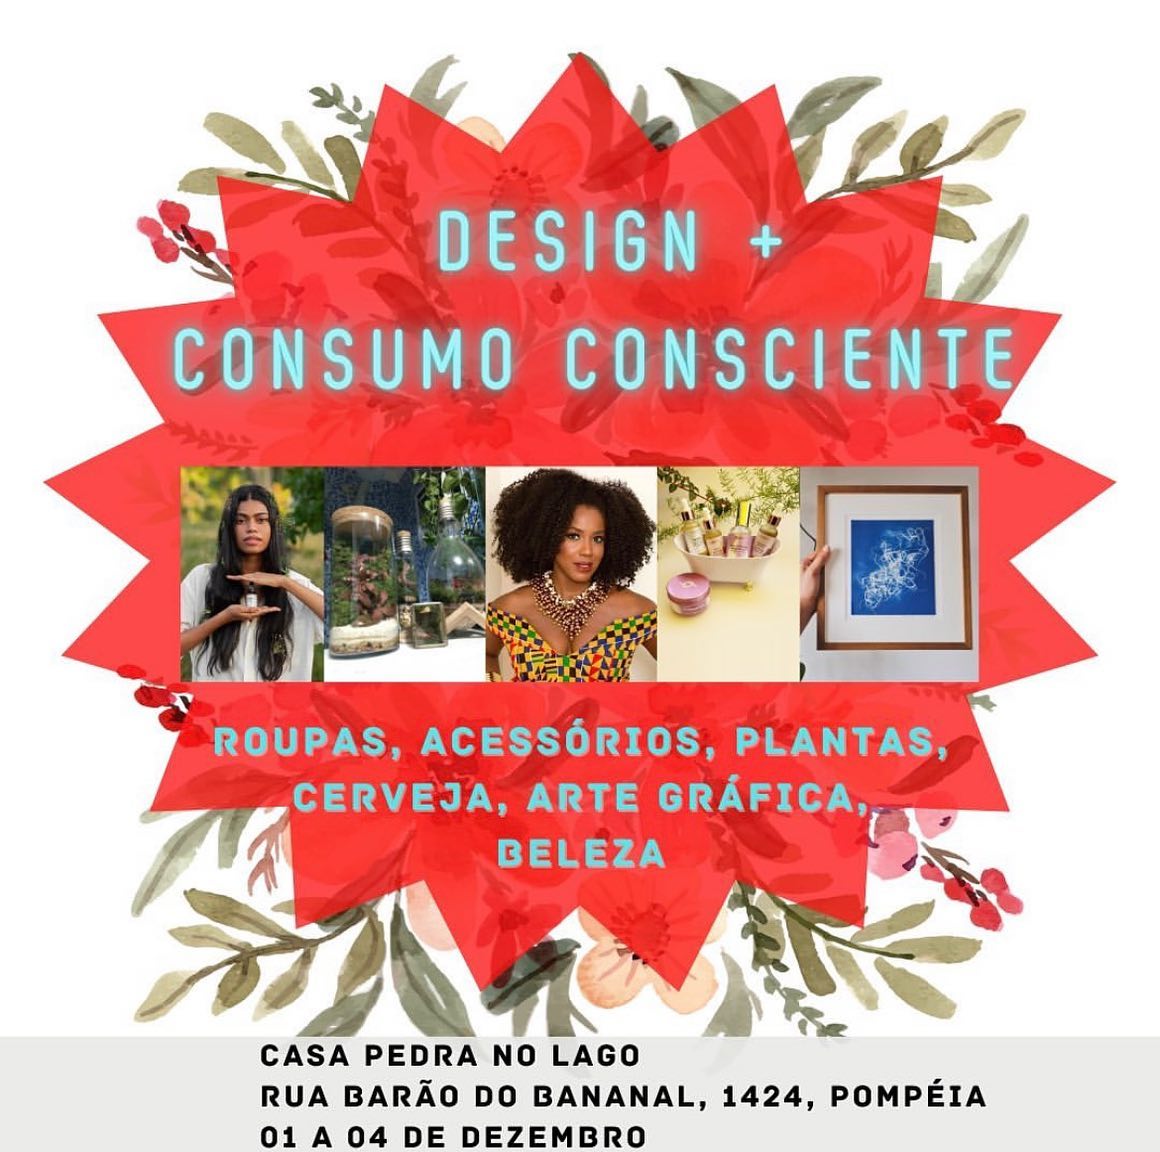 DESIGN +
CONSUMO CONSCIENTE
ROUPAS, ACESSÓRIOS, PLANTAS,
CERVEJA, ARTE GRÁFICA,
BELEZA
CASA PEDRA NO LAGO
RUA BARÃO DO BANANAL, 1424, POMPÉIA
01 A 04 DE DEZEMBRO